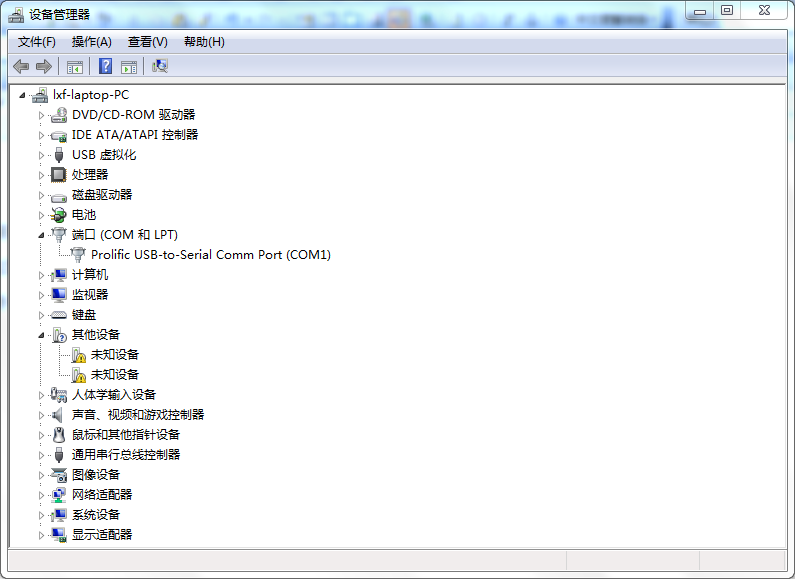 设备管理器
文件(F) 操作(A) 查看(V) 帮助(H)
lxf-laptop-PC
DVD/CD-ROM 驱动器
IDE ATA/ATAPI 控制器
USB 虚拟化
处理器
磁盘驱动器
电池
端口 (COM 和 LPT)
Prolific USB-to-Serial Comm Port (COM1)
计算机
监视器
键盘
其他设备
未知设备
未知设备
人体学输入设备
声音、视频和游戏控制器
鼠标和其他指针设备
通用串行总线控制器
图像设备
网络适配器
系统设备
显示适配器